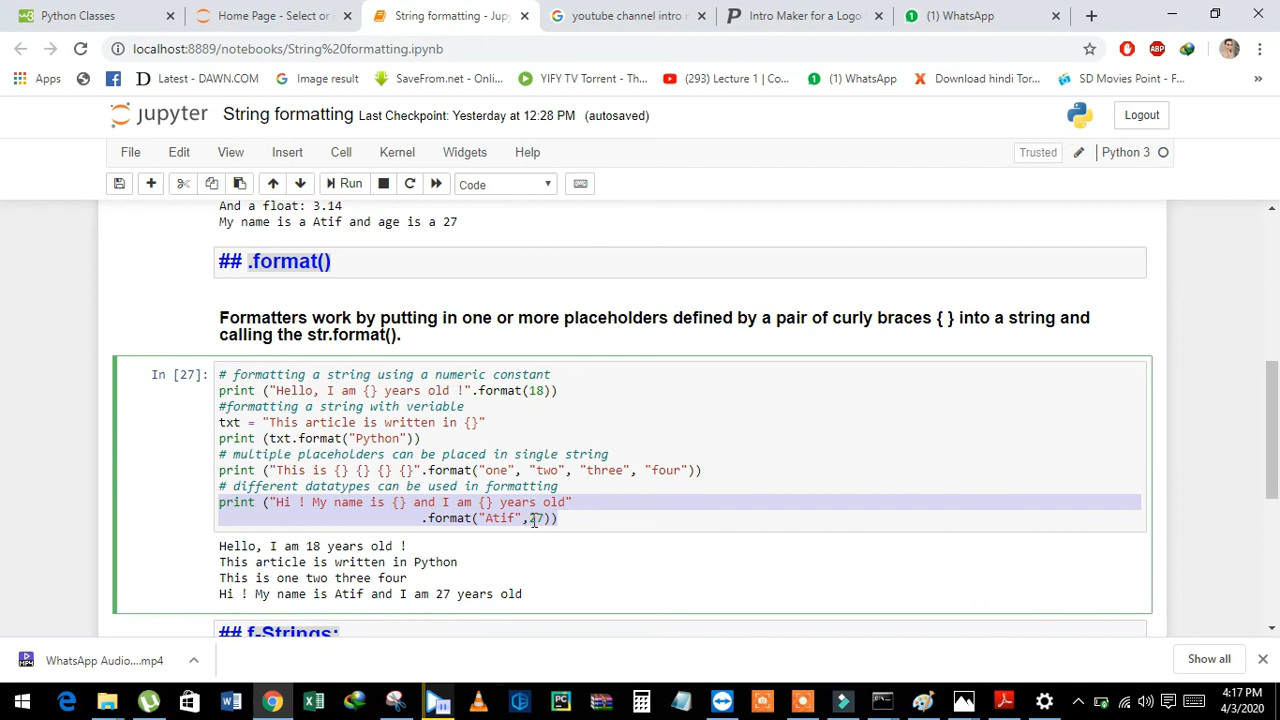 Python Classes
Home Page - Select or
String formatting - Jupy
youtube channel intro m
Intro Maker for a Logo
(1) WhatsApp
localhost:8889/notebooks/String%20formatting.ipynb
ABP
Apps
Latest - DAWN.COM
Image result
SaveFrom.net - Onlin...
YIFY TV Torrent - Th...
(293) Lecture 1 | Co...
(1) WhatsApp
Download hindi Tor...
SD Movies Point - F...
»
jupyter String formatting Last Checkpoint: Yesterday at 12:28 PM (autosaved)
Logout
File Edit View Insert Cell Kernel Widgets Help
Trusted
Python 3
Run
Code
And a float: 3.14
My name is a Atif and age is a 27
## .format()
Formatters work by putting in one or more placeholders defined by a pair of curly braces { } into a string and
calling the str.format().
In [27]:
# formatting a string using a numeric constant
print ("Hello, I am {} years old !".format(18))
#formatting a string with veriable
txt = "This article is written in {}"
print (txt.format("Python"))
# multiple placeholders can be placed in single string
print ("This is {} {} {} {}".format("one", "two", "three", "four"))
# different datatypes can be used in formatting
print ("Hi ! My name is {} and I am {} years old"
.format("Atif",27))
Hello, I am 18 years old !
This article is written in Python
This is one two three four
Hi ! My name is Atif and I am 27 years old
## f-Strings:
WhatsApp Audio....mp4
Show all
4:17 PM
4/3/2020